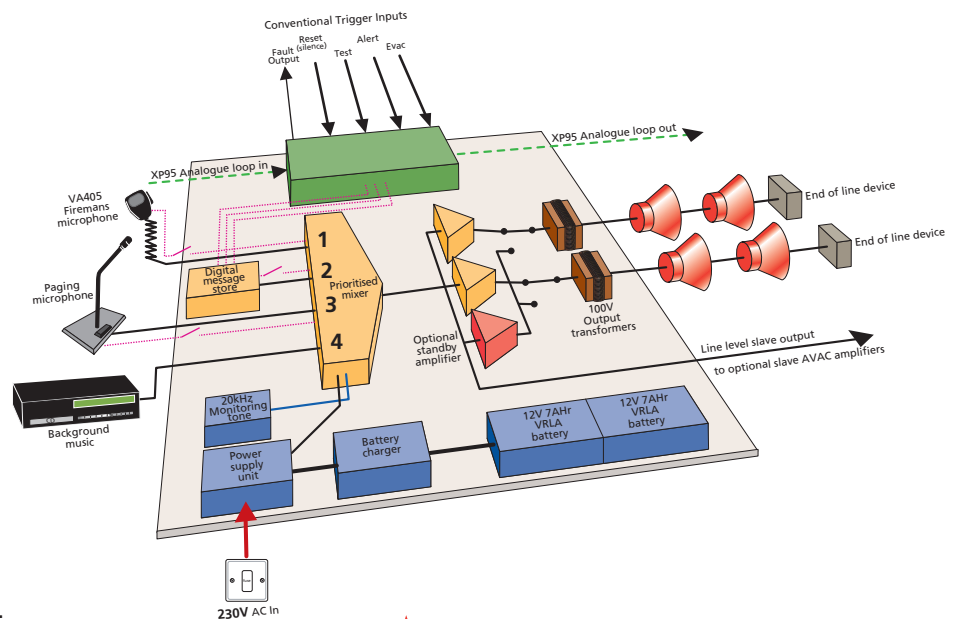 Conventional Trigger Inputs
Fault
Output
Reset
(silence)
Test
Alert
Evac
XP95 Analogue loop in
XP95 Analogue loop out
VA405
Firemans
microphone
Paging
microphone
Background
music
Digital
message
store
1
2
Prioritised
mixer
3
4
Optional
standby
amplifier
100V
Output
transformers
End of line device
End of line device
Line level slave output
to optional slave AVAC amplifiers
20kHz
Monitoring
tone
Power
supply
unit
Battery
charger
12V 7AHr
VRLA
battery
12V 7AHr
VRLA
battery
230V AC In